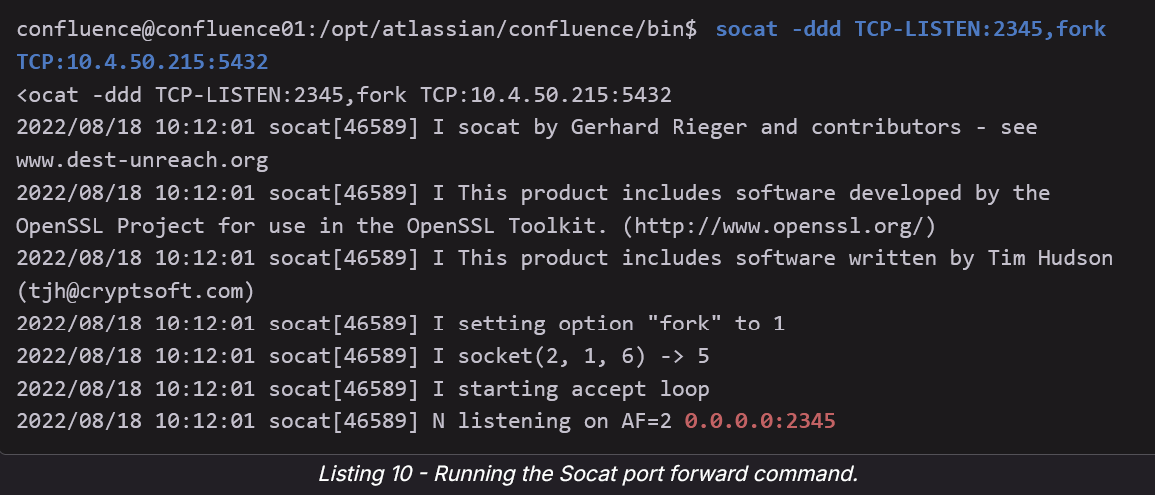 confluence@confluence01:/opt/atlassian/confluence/bin$ socat -ddd TCP-LISTEN:2345,fork
TCP:10.4.50.215:5432
<ocat -ddd TCP-LISTEN:2345,fork TCP:10.4.50.215:5432
2022/08/18 10:12:01 socat[46589] I socat by Gerhard Rieger and contributors - see
www.dest-unreach.org
2022/08/18 10:12:01 socat[46589] I This product includes software developed by the
OpenSSL Project for use in the OpenSSL Toolkit. (http://www.openssl.org/)
2022/08/18 10:12:01 socat[46589] I This product includes software written by Tim Hudson
(tjh@cryptsoft.com)
2022/08/18 10:12:01 socat[46589] I setting option "fork" to 1
2022/08/18 10:12:01 socat[46589] I socket(2, 1, 6) -> 5
2022/08/18 10:12:01 socat[46589] I starting accept loop
2022/08/18 10:12:01 socat[46589] N listening on AF=2 0.0.0.0:2345
Listing 10 - Running the Socat port forward command.